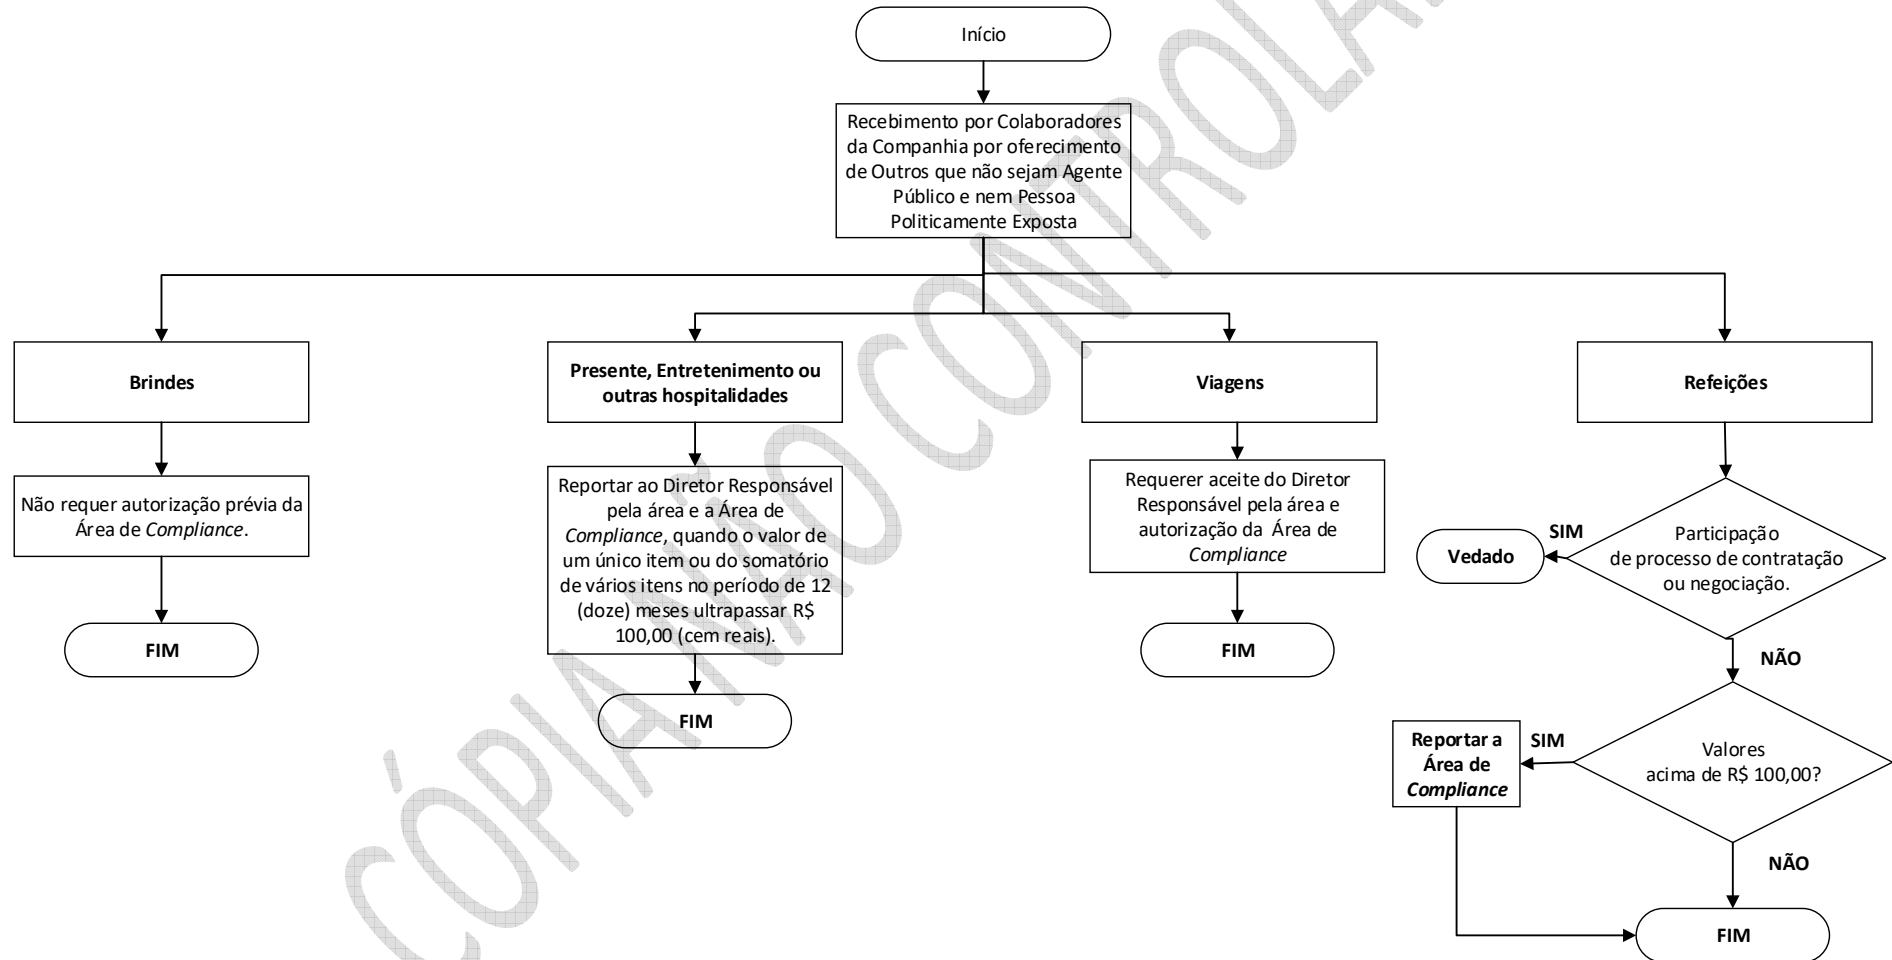 Início
Recebimento por Colaboradores
da Companhia por oferecimento
de Outros que não sejam Agente
Público e nem Pessoa
Politicamente Exposta
Brindes
Presente, Entretenimento ou
outras hospitalidades
Viagens
Refeições
Não requer autorização prévia da
Área de Compliance.
Reportar ao Diretor Responsável
pela área e a Área de
Compliance, quando o valor de
um único item ou do somatório
de vários itens no período de 12
(doze) meses ultrapassar R$
100,00 (cem reais).
Requerer aceite do Diretor
Responsável pela área e
autorização da Área de
Compliance
Participação
de processo de contratação
ou negociação.
SIM
Vedado
NÃO
FIM
FIM
FIM
Valores
acima de R$ 100,00?
SIM
Reportar a
Área de
Compliance
NÃO
FIM
CÓPIA NÃO CONTROLA